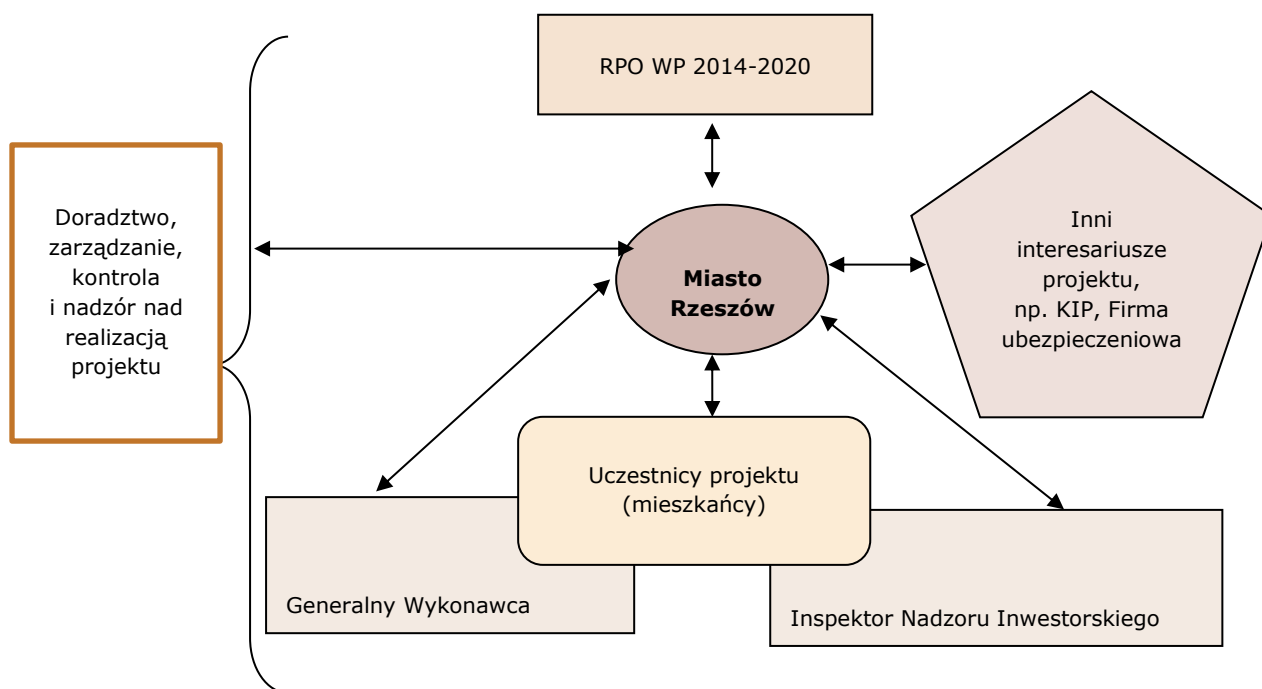 RPO WP 2014-2020
Doradztwo,
zarządzanie,
kontrola
i nadzór nad
realizacją
projektu
Miasto
Rzeszów
Inni
interesariusze
projektu,
np. KIP, Firma
ubezpieczeniowa
Uczestnicy projektu
(mieszkańcy)
Generalny Wykonawca
Inspektor Nadzoru Inwestorskiego